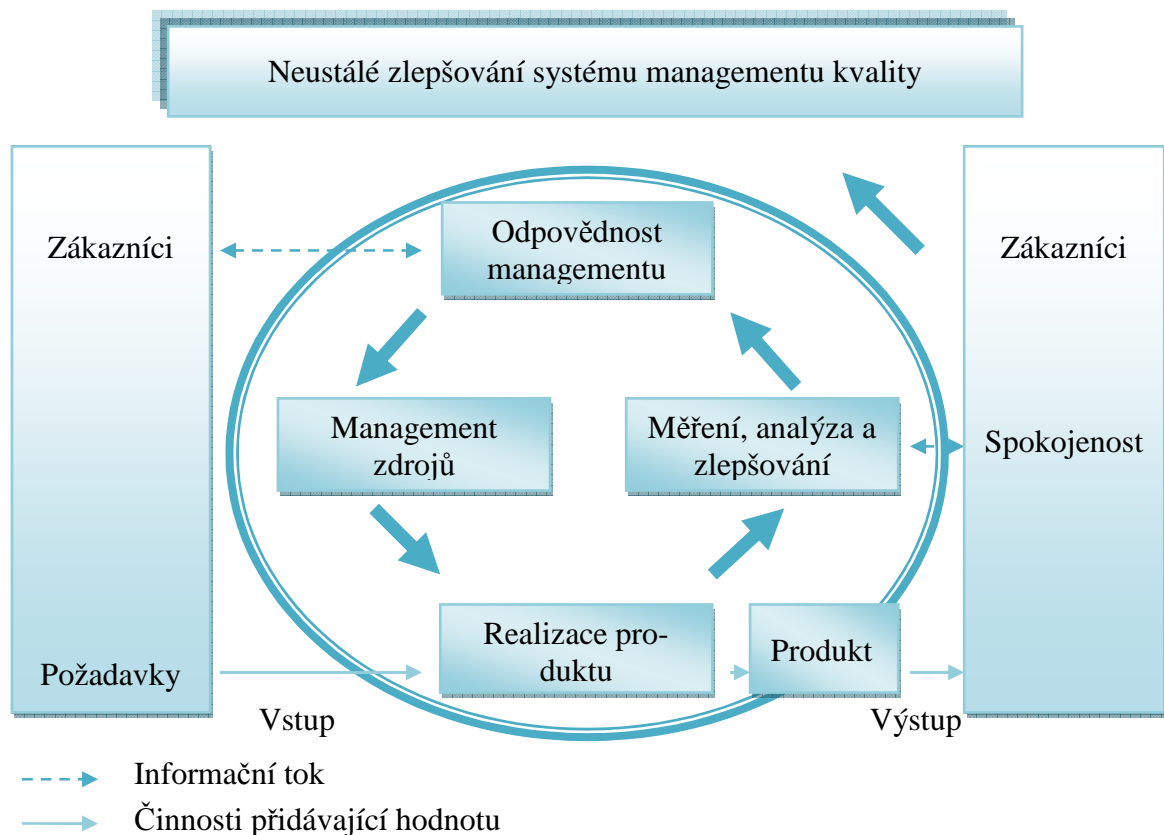 Neustálé zlepšování systému managementu kvality
Zákazníci
Odpovědnost
managementu
Zákazníci
Management
zdrojů
Měření, analýza a
zlepšování
Spokojenost
Požadavky
Realizace pro-
duktu
Produkt
Vstup
Výstup
Informační tok
Činnosti přidávající hodnotu